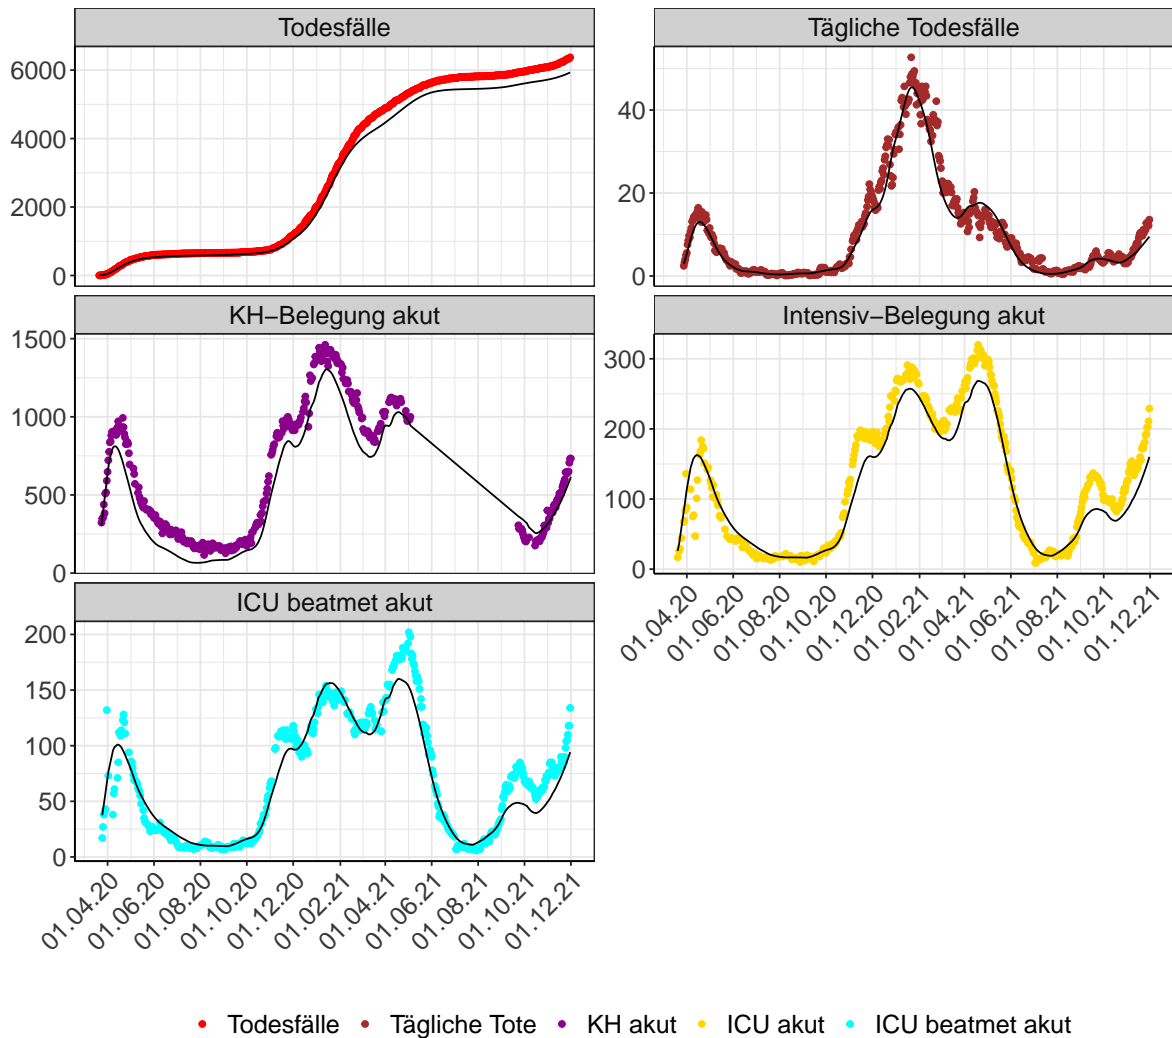 Todesfälle
Tägliche Todesfälle
6000
4000
2000
0
40
20
0
KH−Belegung akut
Intensiv−Belegung akut
1500
1000
500
0
300
200
100
0
ICU beatmet akut
200
150
100
50
0
01.04.20 01.06.20 01.08.20 01.10.20 01.12.20 01.02.21 01.04.21 01.06.21 01.08.21 01.10.21 01.12.21
01.04.20 01.06.20 01.08.20 01.10.20 01.12.20 01.02.21 01.04.21 01.06.21 01.08.21 01.10.21 01.12.21
Todesfälle Tägliche Tote KH akut ICU akut ICU beatmet akut